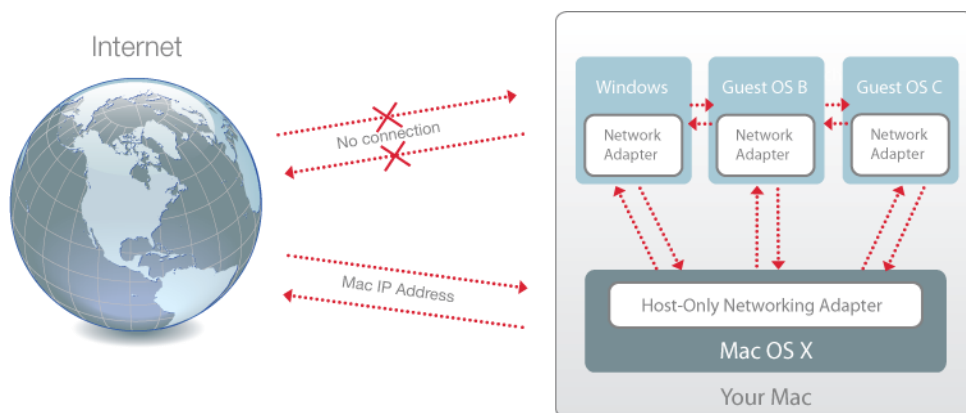 Internet
No connection
Mac IP Address
Windows
Guest OS B
Guest OS C
Network
Adapter
Network
Adapter
Network
Adapter
Host-Only Networking Adapter
Mac OS X
Your Mac